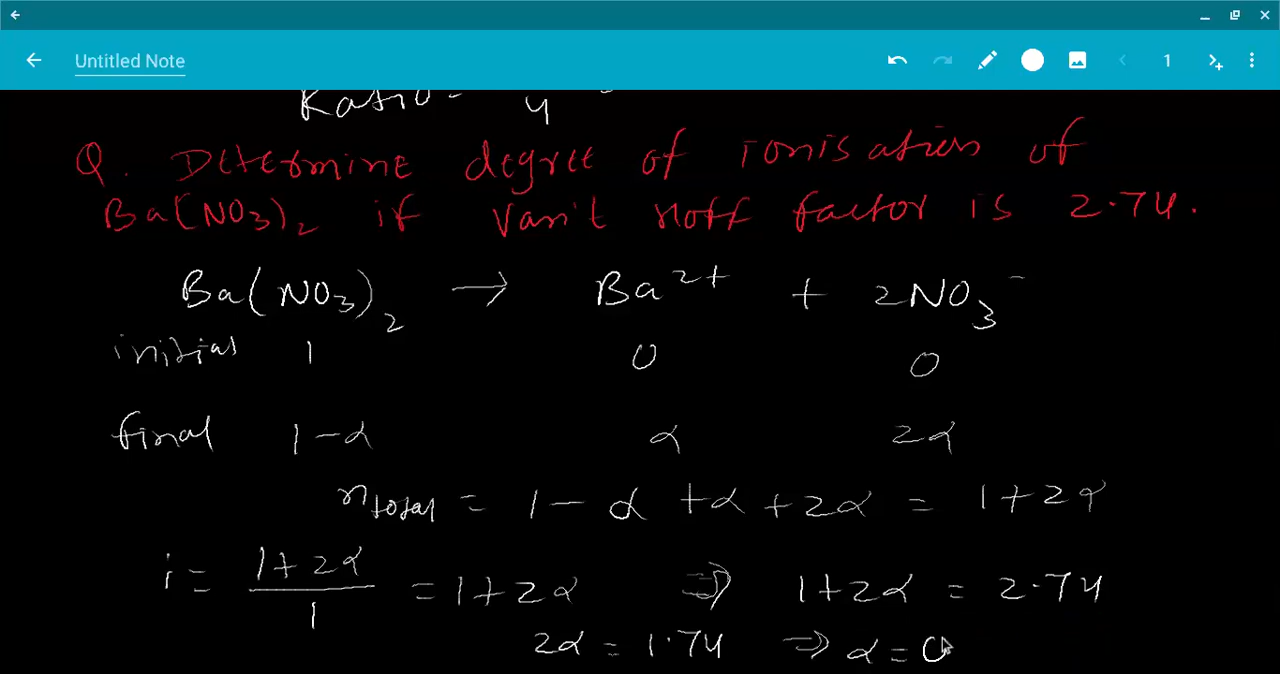 Untitled Note
1
Ratio = 4
Q. Determine degree of ionisation of
Ba(NO3)2 if van't Hoff factor is 2.74.
Ba(NO3)2 → Ba2+ + 2NO3-
initial 1 0 0
final 1-α α 2α
ntotal = 1 - α + α + 2α = 1 + 2α
i = 1+2α/1 = 1+2α ⇒ 1+2α = 2.74
2α = 1.74 ⇒ α = 0